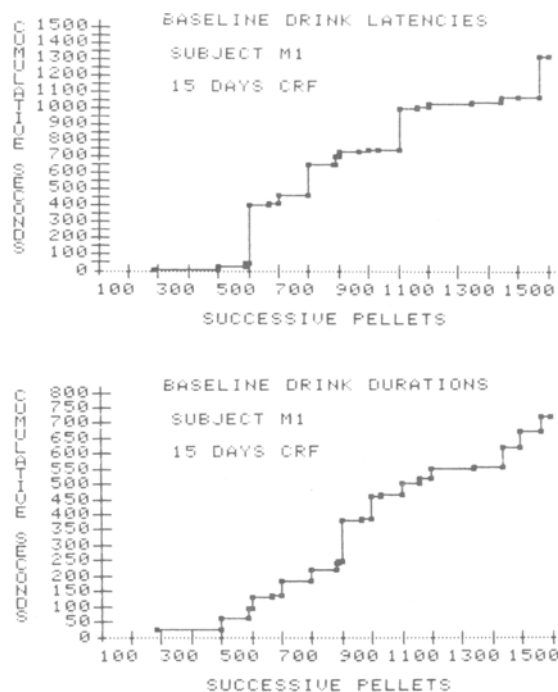 BASELINE DRINK LATENCIES
SUBJECT M1
15 DAYS CRF
CUMULATIVE SECONDS
1500
1400
1300
1200
1100
1000
900
800
700
600
500
400
300
200
100
0
100 300 500 700 900 1100 1300 1500
SUCCESSIVE PELLETS
BASELINE DRINK DURATIONS
SUBJECT M1
15 DAYS CRF
CUMULATIVE SECONDS
800
750
700
650
600
550
500
450
400
350
300
250
200
150
100
50
0
100 300 500 700 900 1100 1300 1500
SUCCESSIVE PELLETS